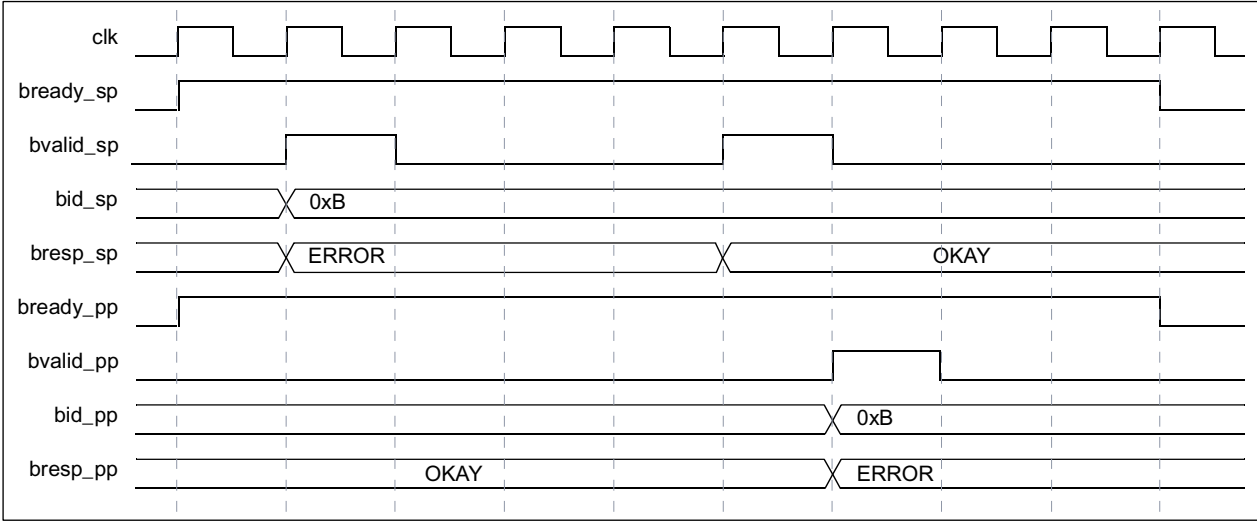 clk
bready_sp
bvalid_sp
bid_sp 0xB
bresp_sp ERROR OKAY
bready_pp
bvalid_pp
bid_pp 0xB
bresp_pp OKAY ERROR